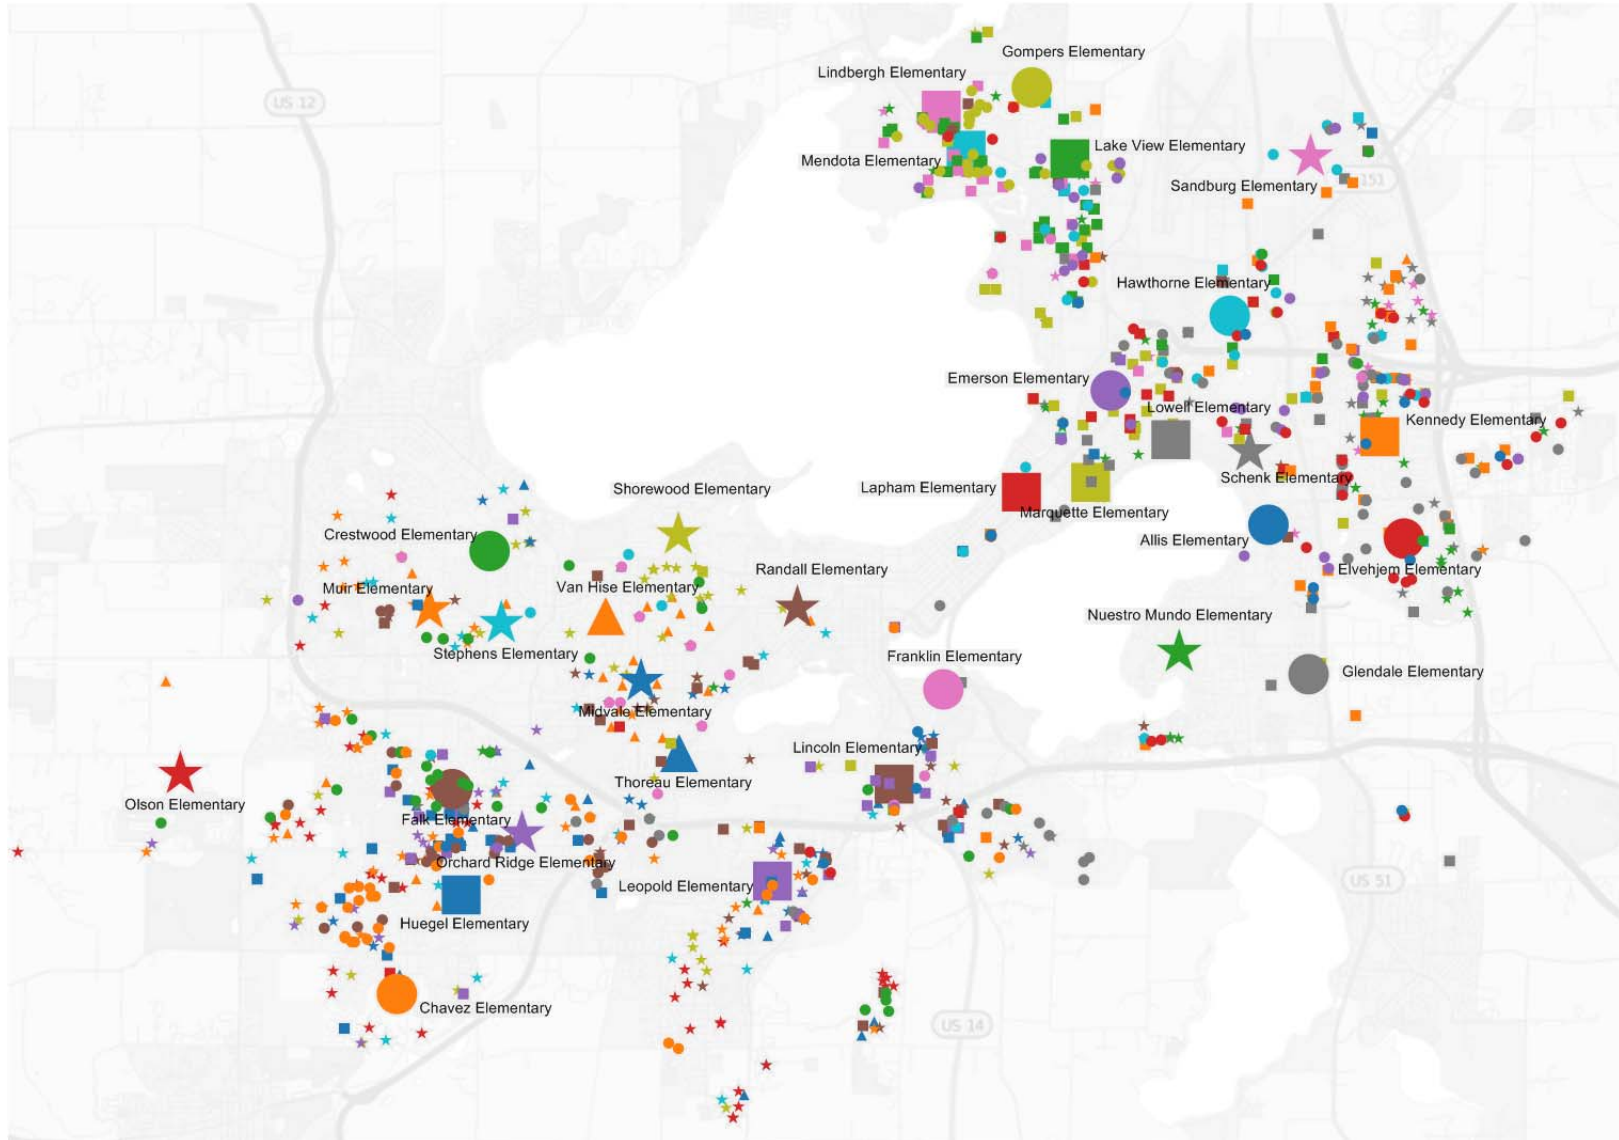 Gompers Elementary
Lindbergh Elementary
US 12
Lake View Elementary
Mendota Elementary
Sandburg Elementary
151
Hawthorne Elementary
Emerson Elementary
Lowell Elementary
Kennedy Elementary
Schenk Elementary
Shorewood Elementary
Lapham Elementary
Marquette Elementary
Crestwood Elementary
Allis Elementary
Randall Elementary
Elvehjem Elementary
Muir Elementary
Van Hise Elementary
Nuestro Mundo Elementary
Stephens Elementary
Franklin Elementary
Glendale Elementary
Midvale Elementary
Lincoln Elementary
Thoreau Elementary
Olson Elementary
Falk Elementary
Orchard Ridge Elementary
Leopold Elementary
US 51
Huegel Elementary
Chavez Elementary
US 14